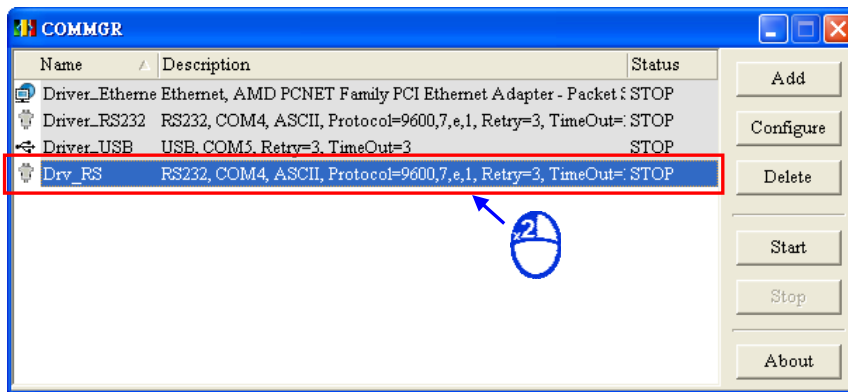 COMMGR
Name Description Status
Driver_Etherne Ethernet, AMD PCNET Family PCI Ethernet Adapter - Packet S STOP
Driver_RS232 RS232, COM4, ASCII, Protocol=9600,7,e,1, Retry=3, TimeOut= STOP
Driver_USB USB, COM5, Retry=3, TimeOut=3 STOP
Drv_RS RS232, COM4, ASCII, Protocol=9600,7,e,1, Retry=3, TimeOut= STOP
x2
Add
Configure
Delete
Start
Stop
About